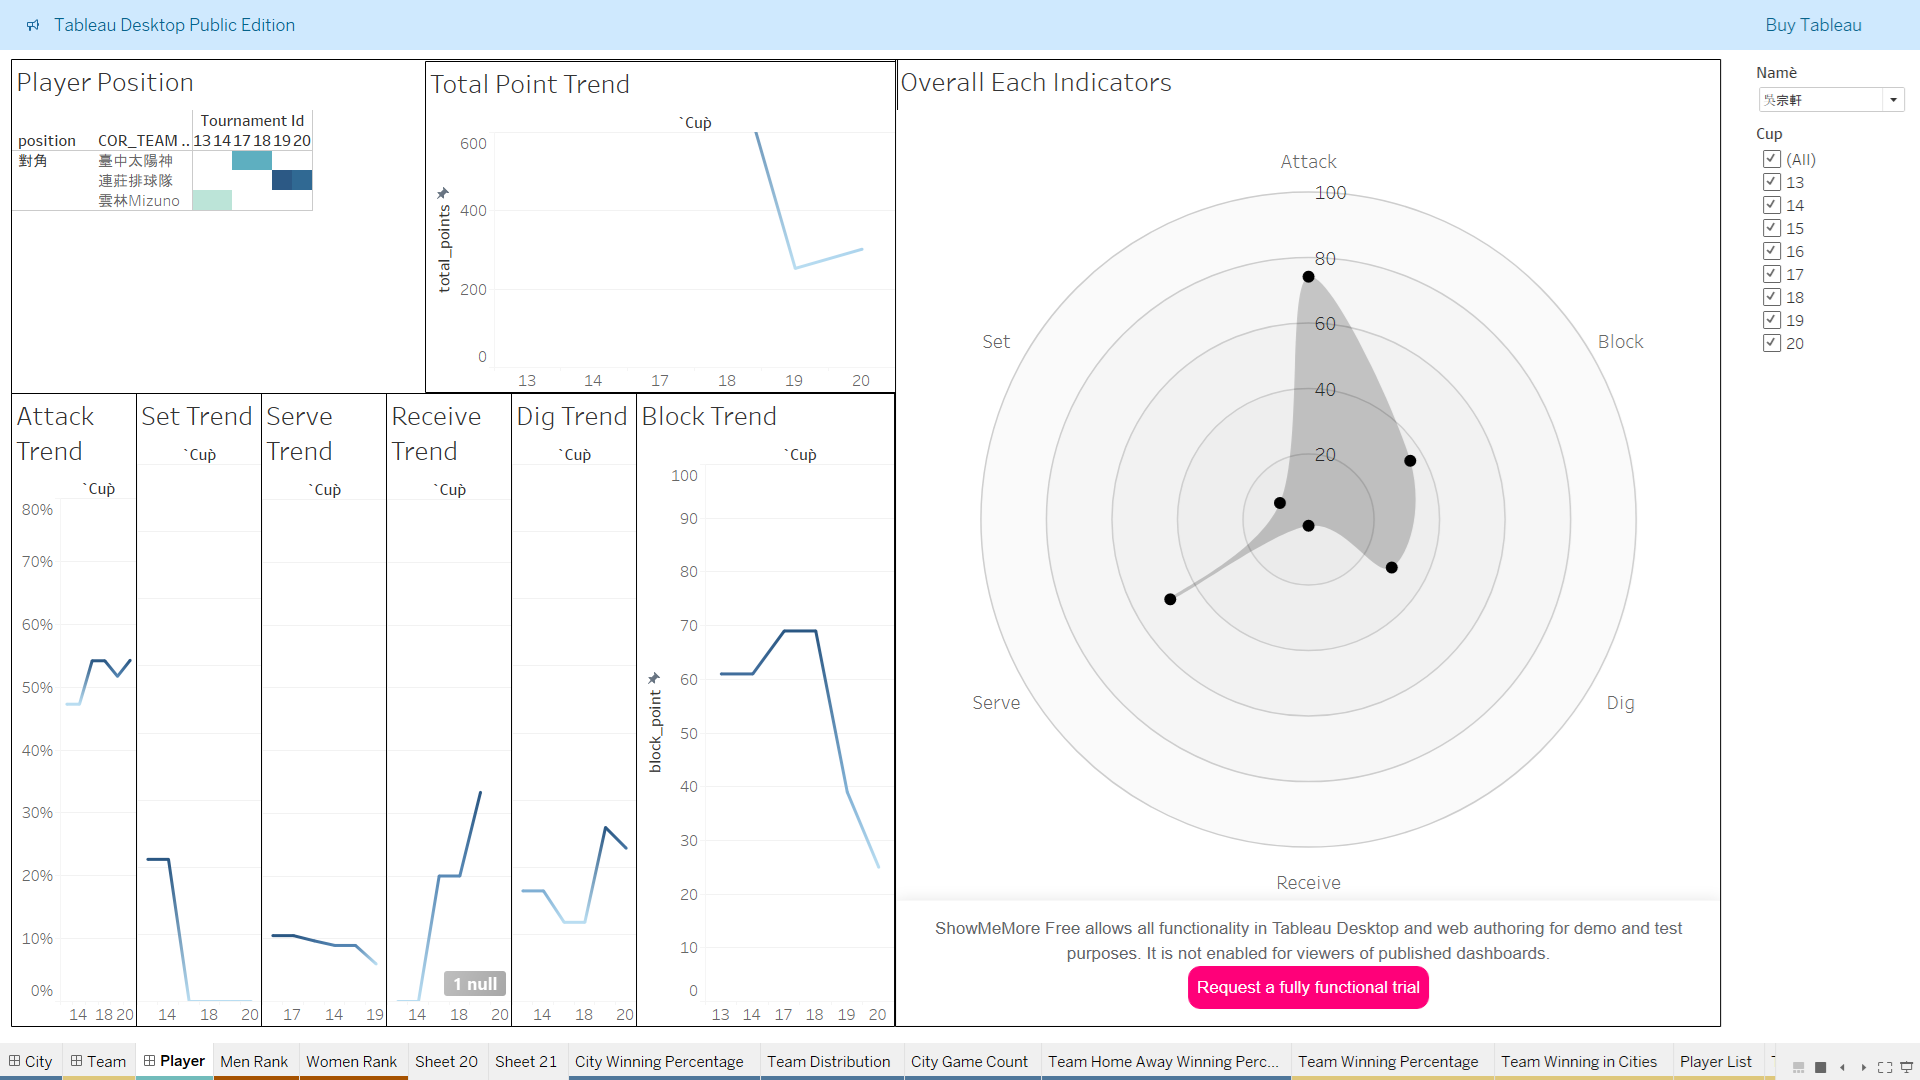 Tableau Desktop Public Edition
Buy Tableau
Player Position
Tournament Id
position COR_TEAM .. 13 14 17 18 19 20
對角 臺中太陽神
連莊排球隊
雲林Mizuno
Total Point Trend
`Cup̀
total_points
600
400
200
0
13 14 17 18 19 20
Overall Each Indicators
Attack
100
80
60
40
20
Set
Block
Serve
Dig
Receive
Namè
吳宗軒
Cup
(All)
13
14
15
16
17
18
19
20
Attack
Trend
`Cup̀
80%
70%
60%
50%
40%
30%
20%
10%
0%
14 18 20
Set Trend
`Cup̀
14 18 20
Serve
Trend
`Cup̀
17 14 19
Receive
Trend
`Cup̀
1 null
14 18 20
Dig Trend
`Cup̀
14 18 20
Block Trend
`Cup̀
block_point
100
90
80
70
60
50
40
30
20
10
0
13 14 17 18 19 20
ShowMeMore Free allows all functionality in Tableau Desktop and web authoring for demo and test
purposes. It is not enabled for viewers of published dashboards.
Request a fully functional trial
City Team Player Men Rank Women Rank Sheet 20 Sheet 21 City Winning Percentage Team Distribution City Game Count Team Home Away Winning Perc... Team Winning Percentage Team Winning in Cities Player List